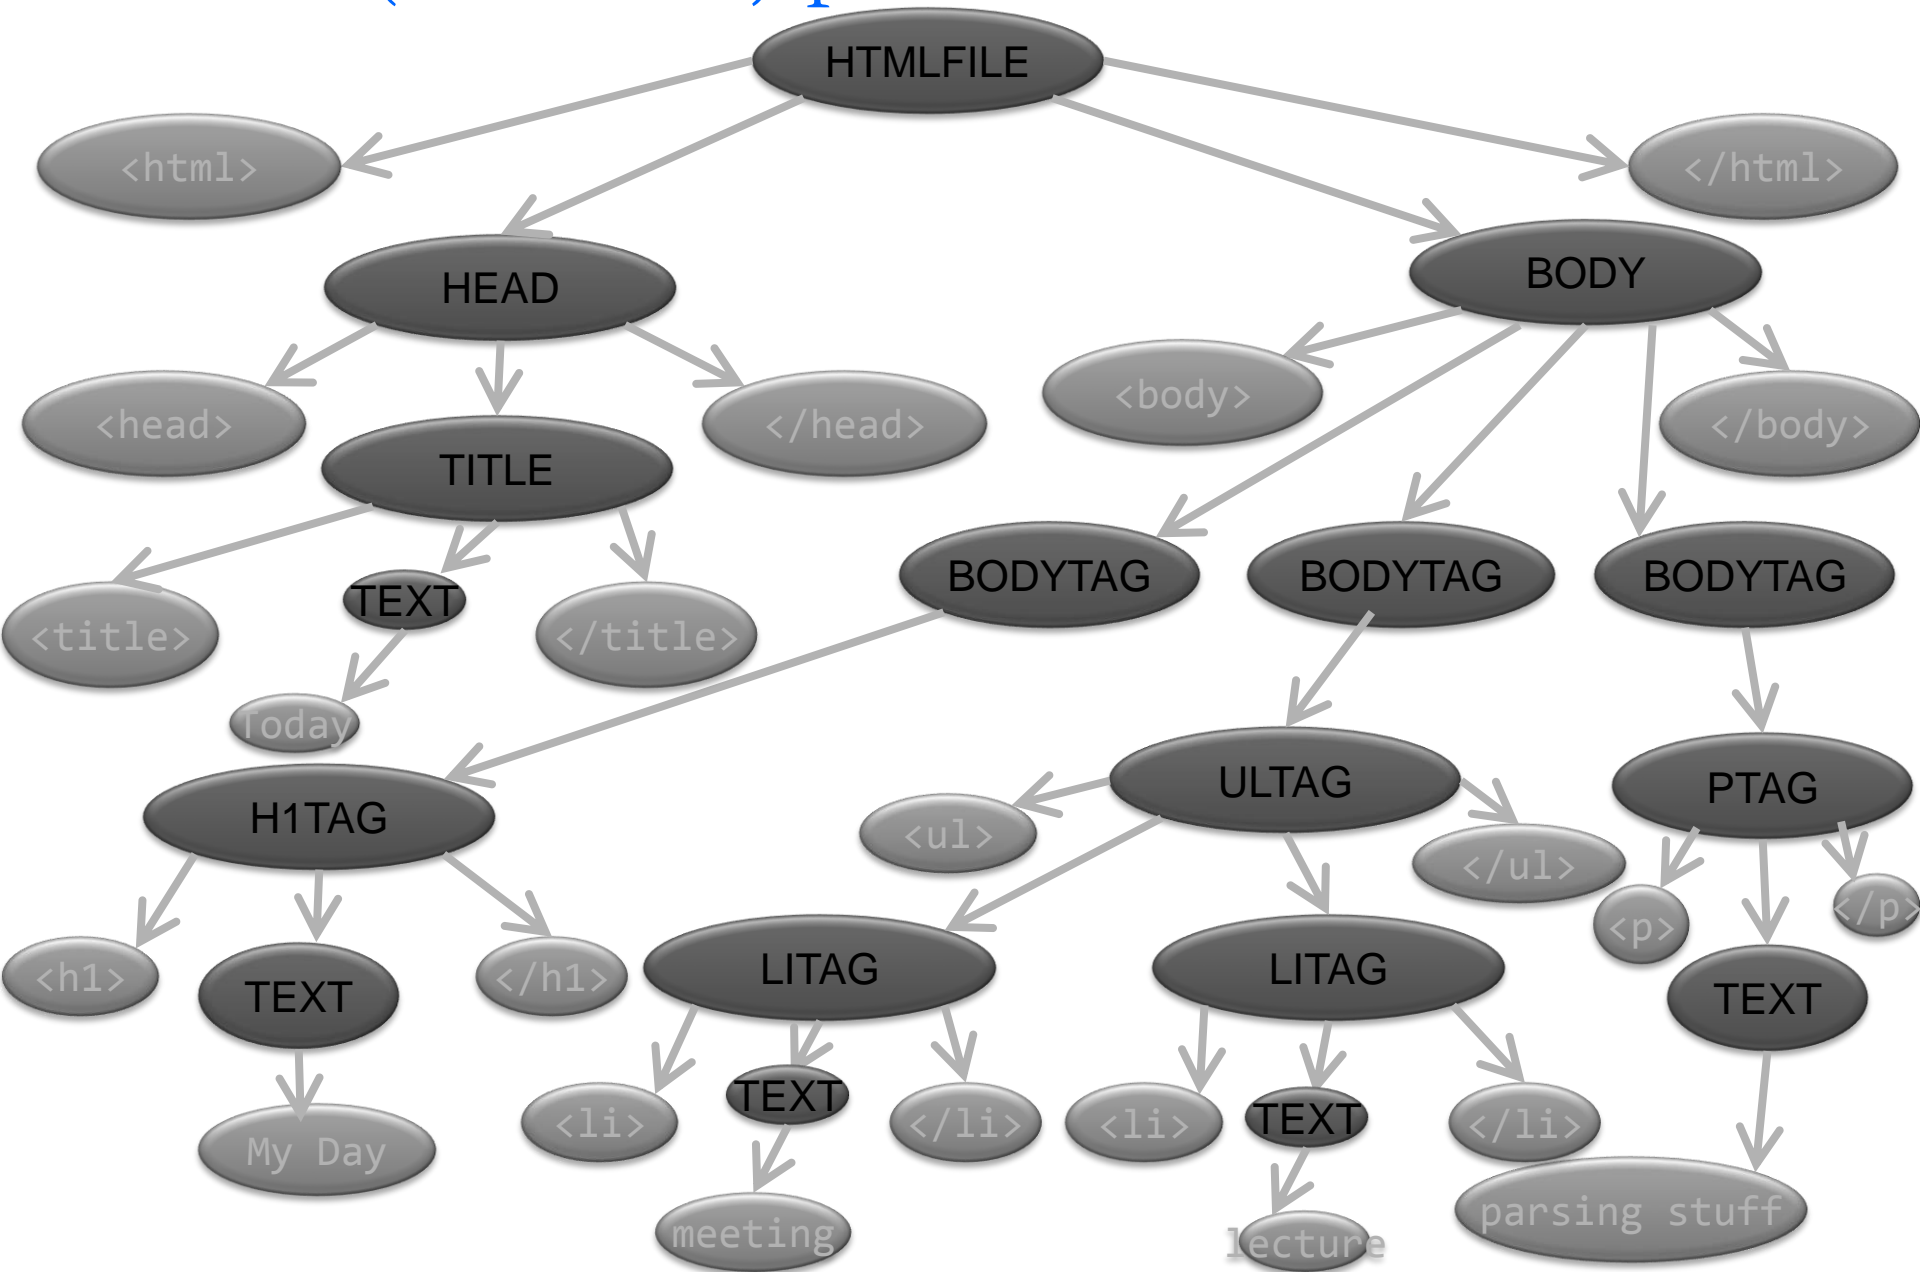 HTMLFILE
<html>
</html>
HEAD
BODY
<head>
</head>
<body>
</body>
TITLE
BODYTAG
BODYTAG
BODYTAG
<title>
TEXT
</title>
Today
H1TAG
ULTAG
PTAG
<ul>
</ul>
<p>
</p>
<h1>
TEXT
</h1>
LITAG
LITAG
TEXT
My Day
<li>
TEXT
</li>
<li>
TEXT
</li>
meeting
lecture
parsing stuff